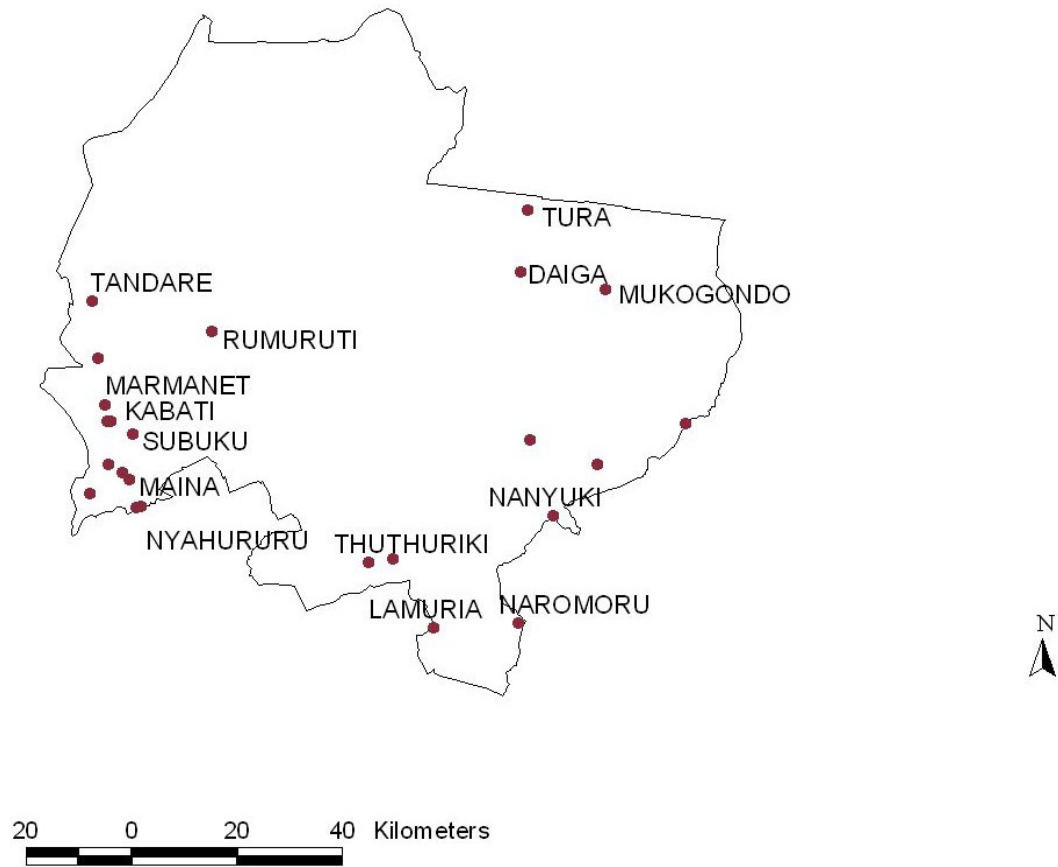 TURA
DAIGA
MUKOGONDO
TANDARE
RUMURUTI
MARMANET
KABATI
SUBUKU
MAINA
NANYUKI
NYAHURURU
THUTHURIKI
LAMURIA
NAROMORU
N
20 0 20 40 Kilometers